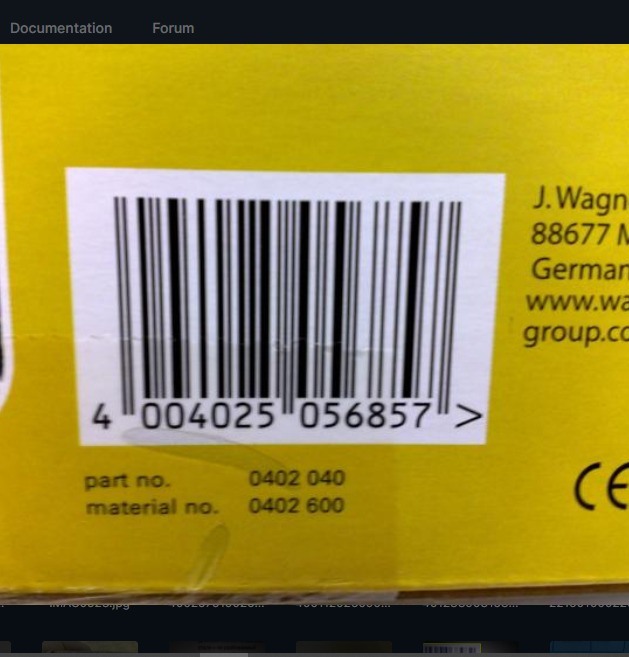 Documentation Forum
J. Wagn
88677 M
German
www.wa
group.co
4 004025 056857 >
part no. 0402 040
material no. 0402 600
CE